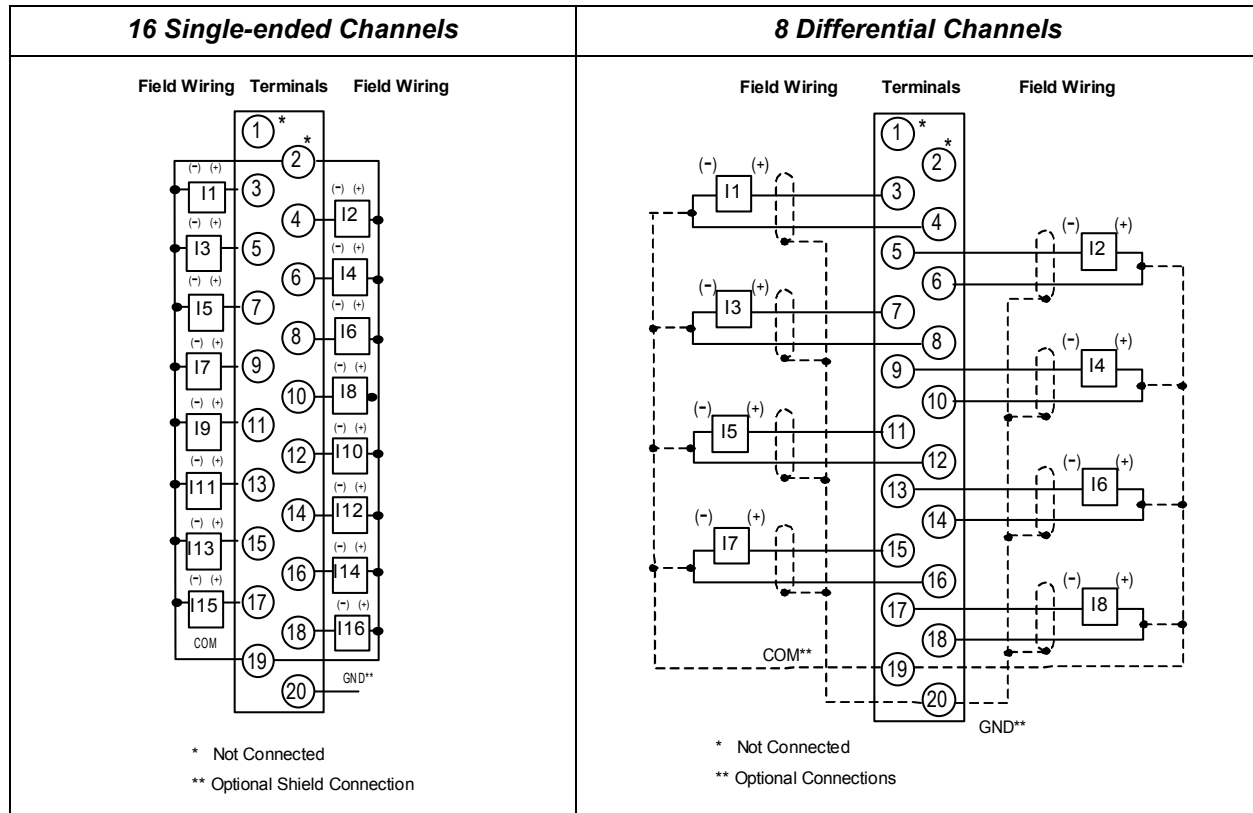 16 Single-ended Channels
Field Wiring Terminals Field Wiring
1 *
2 *
(-) (+)
I1
3
(-) (+)
4
I2
(-) (+)
I3
5
(-) (+)
6
I4
(-) (+)
I5
7
(-) (+)
8
I6
(-) (+)
I7
9
(-) (+)
10
I8
(-) (+)
I9
11
(-) (+)
12
I10
(-) (+)
I11
13
(-) (+)
14
I12
(-) (+)
I13
15
(-) (+)
16
I14
(-) (+)
I15
17
(-) (+)
18
I16
COM
19
20
GND**
* Not Connected
** Optional Shield Connection
8 Differential Channels
Field Wiring Terminals Field Wiring
1 *
2 *
(-) (+)
I1
3
4
(-) (+)
5
I2
6
(-) (+)
I3
7
8
(-) (+)
9
I4
10
(-) (+)
I5
11
12
(-) (+)
13
I6
14
(-) (+)
I7
15
16
(-) (+)
17
I8
18
COM**
19
20
GND**
* Not Connected
** Optional Connections